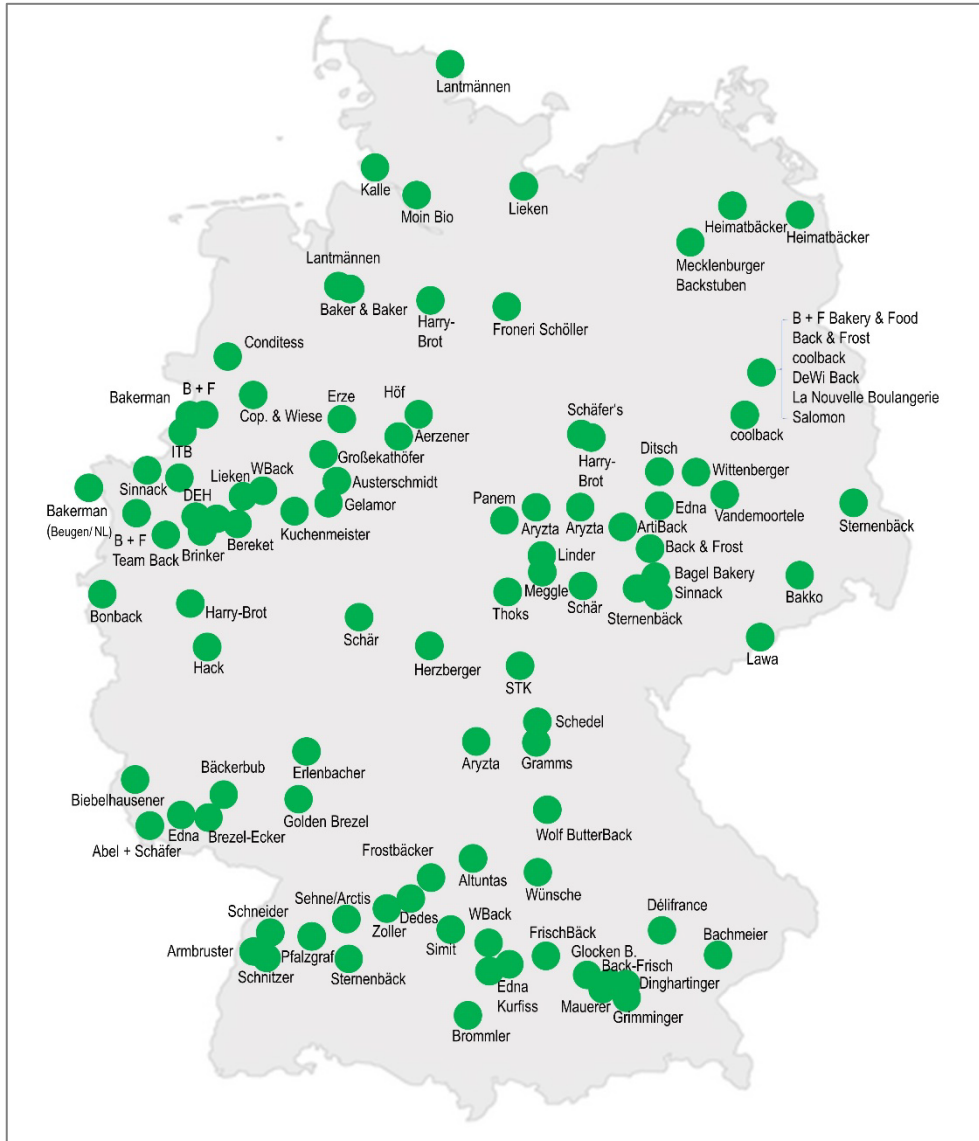 Lantmännen
Kalle
Moin Bio
Lieken
Heimatbäcker
Heimatbäcker
Mecklenburger
Backstuben
Lantmännen
Baker & Baker
Harry-
Brot
Froneri Schöller
B + F Bakery & Food
Back & Frost
coolback
DeWi Back
La Nouvelle Boulangerie
Salomon
coolback
Conditess
Bakerman
B + F
ITB
Cop. & Wiese
Erze
Höf
Aerzener
Großekathöfer
Schäfer's
Harry-
Brot
Ditsch
Wittenberger
Sinnack
Lieken
WBack
Austerschmidt
Gelamor
Bakerman
(Beugen/ NL)
DEH
Kuchenmeister
Panem
Aryzta
Aryzta
Edna
Vandemoortele
Sternenbäck
B + F
Team Back
Brinker
Bereket
ArtiBack
Back & Frost
Linder
Meggle
Bagel Bakery
Sinnack
Bakko
Bonback
Harry-Brot
Schär
Thoks
Schär
Sternenbäck
Hack
Herzberger
STK
Lawa
Schedel
Aryzta
Gramms
Erlenbacher
Bäckerbub
Biebelhausener
Golden Brezel
Edna
Brezel-Ecker
Abel + Schäfer
Wolf ButterBack
Frostbäcker
Altuntas
Wünsche
Sehne/Arctis
Dedes
Zoller
Schneider
Armbruster
Schnitzer
Pfalzgraf
Sternenbäck
Simit
WBack
FrischBäck
Délifrance
Bachmeier
Edna
Kurfiss
Glocken B.
Back-Frisch
Dinghartinger
Mauerer
Grimminger
Brommler